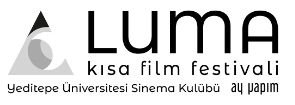 LUMA
kısa film festivali
Yeditepe Üniversitesi Sinema Kulübü ay yapım